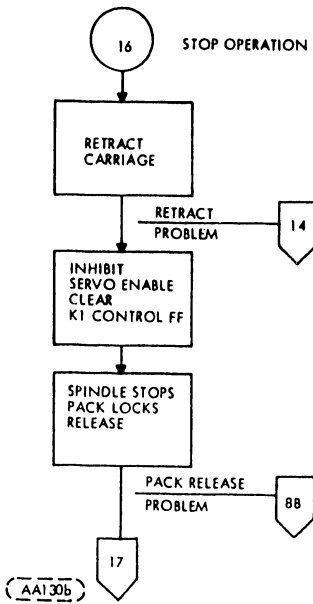 16
STOP OPERATION
RETRACT
CARRIAGE
RETRACT
PROBLEM
14
INHIBIT
SERVO ENABLE
CLEAR
K1 CONTROL FF
SPINDLE STOPS
PACK LOCKS
RELEASE
PACK RELEASE
PROBLEM
8B
17
AA130b